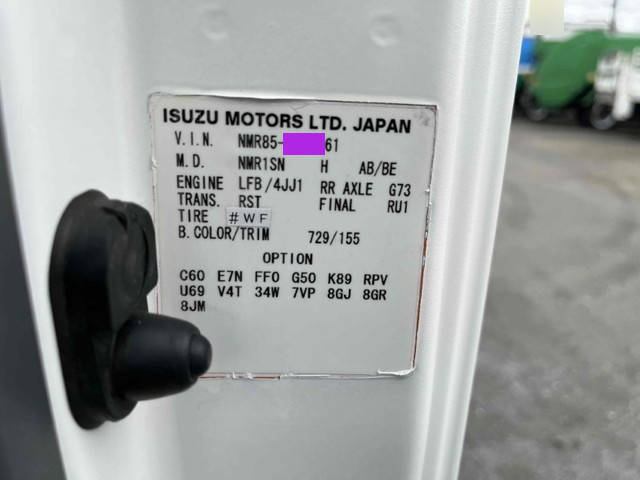 ISUZU MOTORS LTD. JAPAN
V.I.N. NMR85- 61
M.D. NMR1SN H AB/BE
ENGINE LFB/4JJ1 RR AXLE G73
TRANS. RST FINAL RU1
TIRE #WF
B.COLOR/TRIM 729/155
OPTION
C60 E7N FF0 G50 K89 RPV
U69 V4T 34W 7VP 8GJ 8GR
8JM